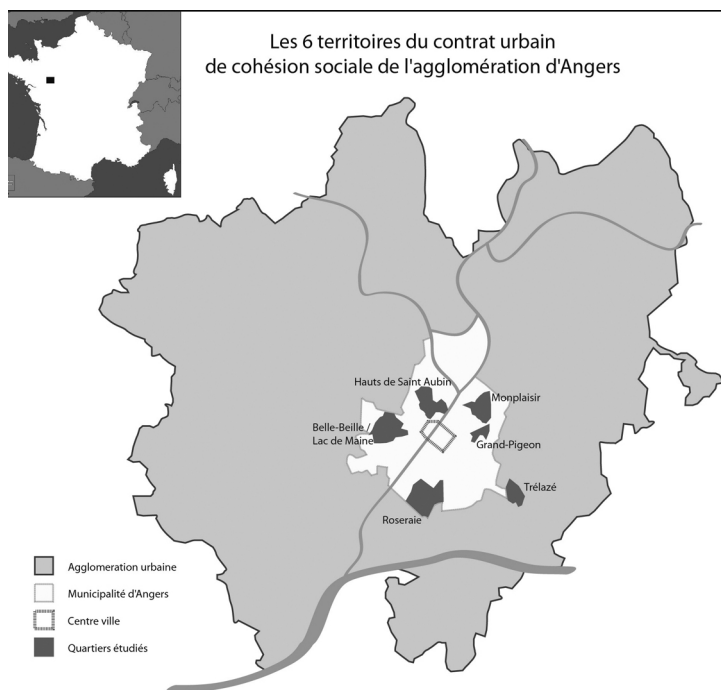 Les 6 territoires du contrat urbain
de cohésion sociale de l'agglomération d'Angers
Hauts de Saint Aubin
Monplaisir
Belle-Beille /
Lac de Maine
Grand-Pigeon
Trélazé
Roseraie
Agglomeration urbaine
Municipalité d'Angers
Centre ville
Quartiers étudiés